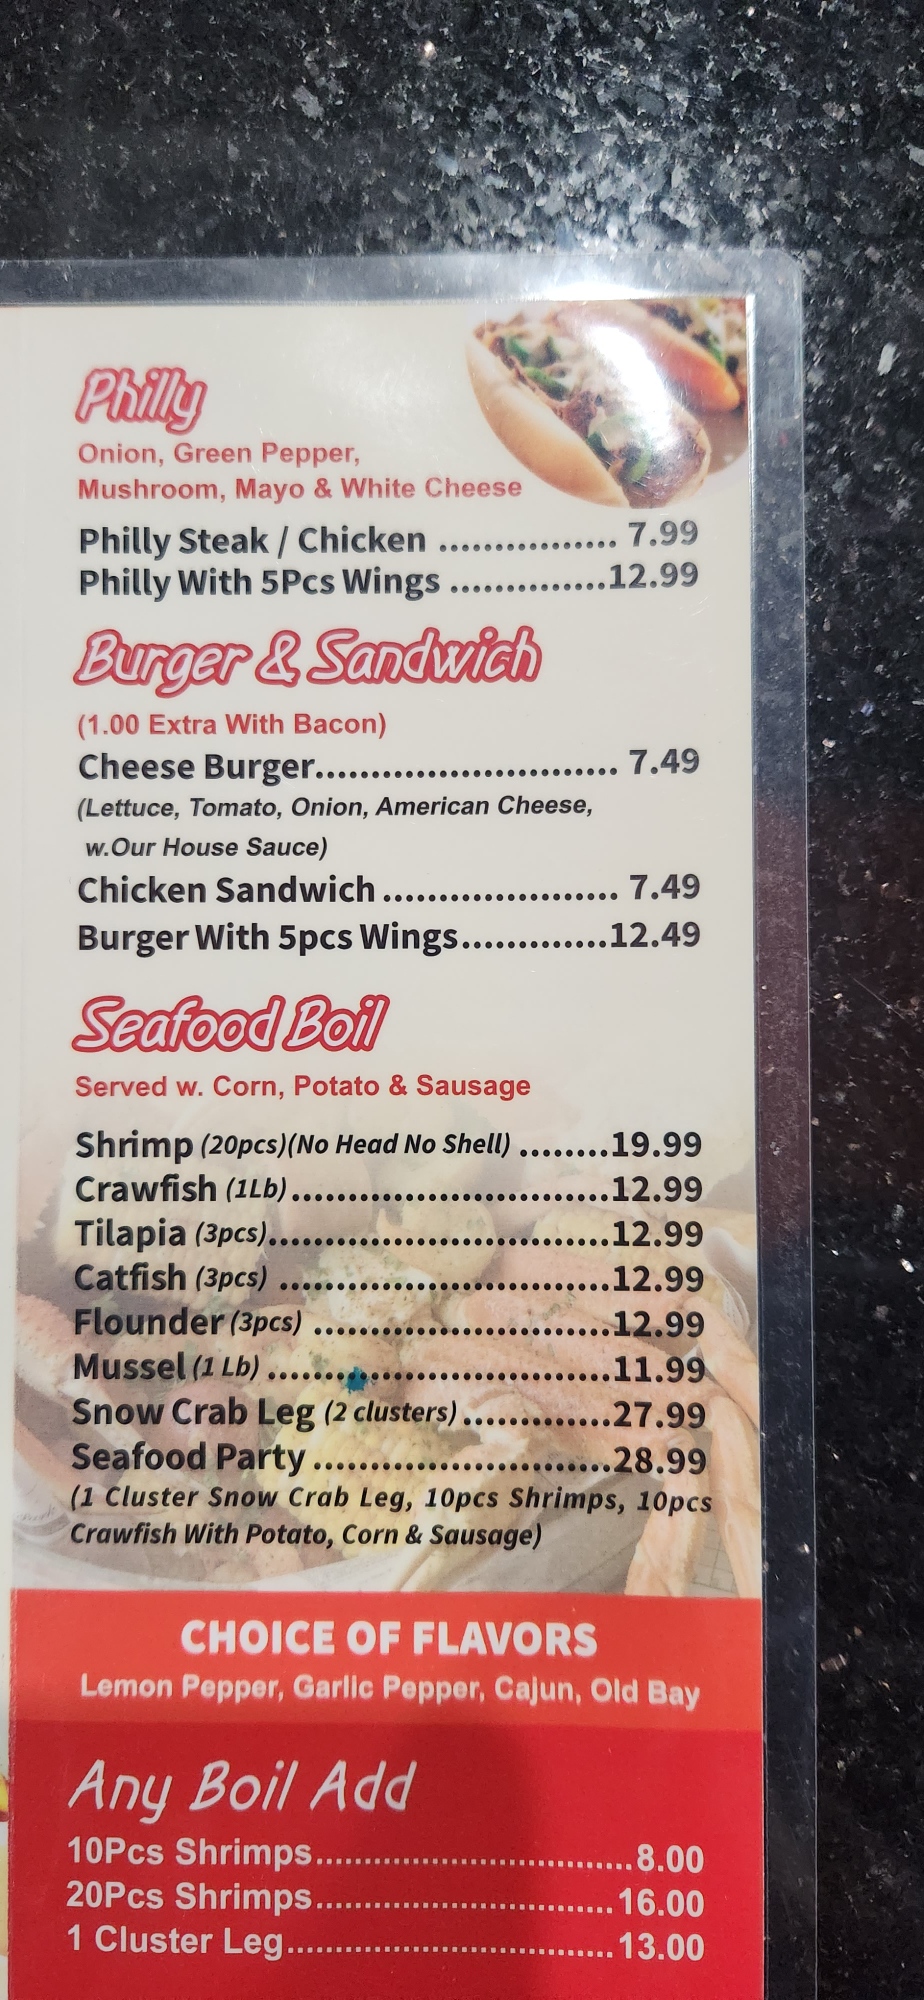 Philly
Onion, Green Pepper,
Mushroom, Mayo & White Cheese
Philly Steak / Chicken ................ 7.99
Philly With 5Pcs Wings ..............12.99
Burger & Sandwich
(1.00 Extra With Bacon)
Cheese Burger........................... 7.49
(Lettuce, Tomato, Onion, American Cheese,
w.Our House Sauce)
Chicken Sandwich ..................... 7.49
Burger With 5pcs Wings.............12.49
Seafood Boil
Served w. Corn, Potato & Sausage
Shrimp (20pcs)(No Head No Shell) ........19.99
Crawfish (1Lb)............................12.99
Tilapia (3pcs)..............................12.99
Catfish (3pcs) .............................12.99
Flounder (3pcs) ..........................12.99
Mussel (1 Lb) ..............................11.99
Snow Crab Leg (2 clusters) .............27.99
Seafood Party ..........................28.99
(1 Cluster Snow Crab Leg, 10pcs Shrimps, 10pcs
Crawfish With Potato, Corn & Sausage)
CHOICE OF FLAVORS
Lemon Pepper, Garlic Pepper, Cajun, Old Bay
Any Boil Add
10Pcs Shrimps..................................8.00
20Pcs Shrimps................................16.00
1 Cluster Leg...................................13.00